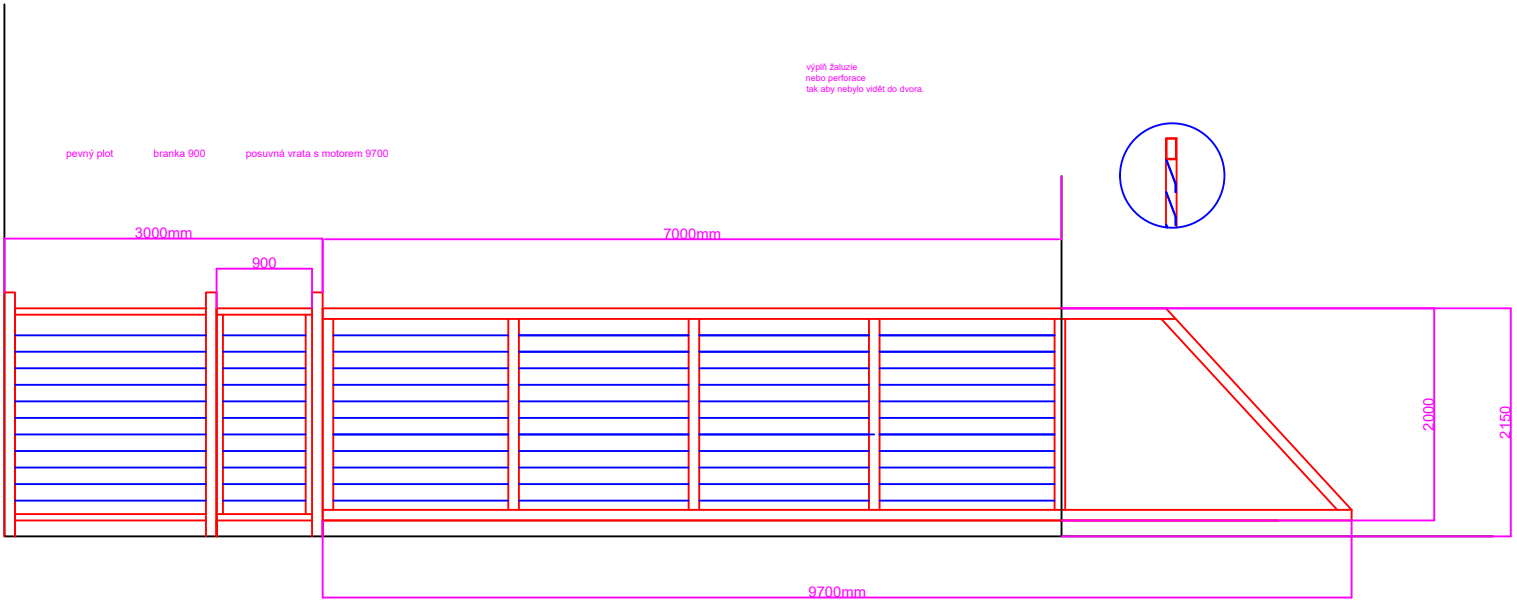 výplň žaluzie
nebo perforace
tak aby nebylo vidět do dvora.
pevný plot
branka 900
posuvná vrata s motorem 9700
3000mm
7000mm
900
2000
2150
9700mm